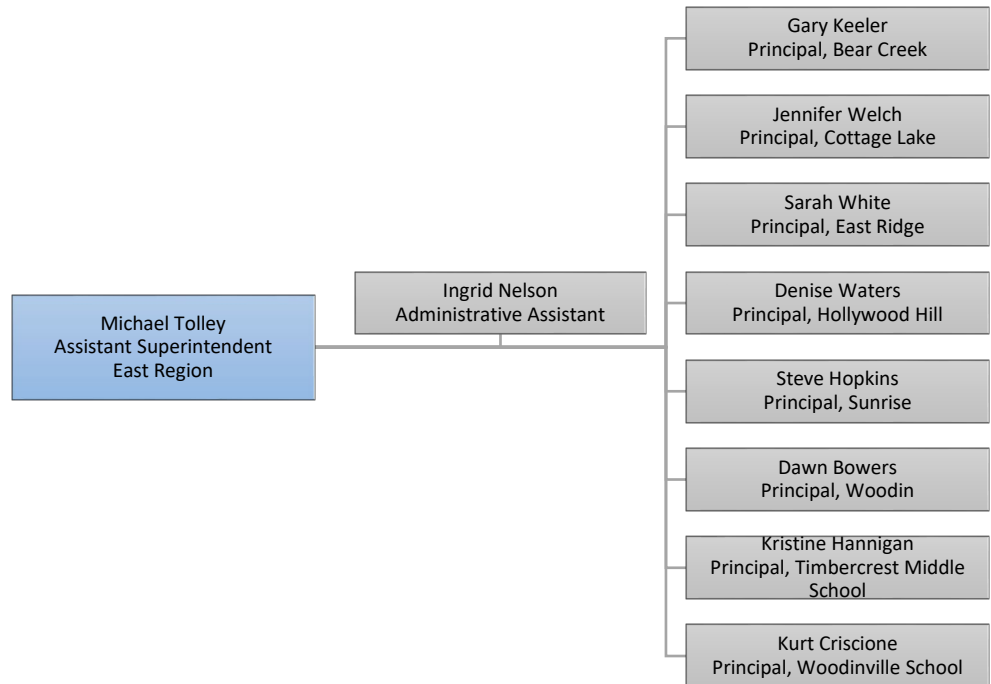 Gary Keeler
Principal, Bear Creek
Jennifer Welch
Principal, Cottage Lake
Sarah White
Principal, East Ridge
Ingrid Nelson
Administrative Assistant
Denise Waters
Principal, Hollywood Hill
Michael Tolley
Assistant Superintendent
East Region
Steve Hopkins
Principal, Sunrise
Dawn Bowers
Principal, Woodin
Kristine Hannigan
Principal, Timbercrest Middle
School
Kurt Criscione
Principal, Woodinville School